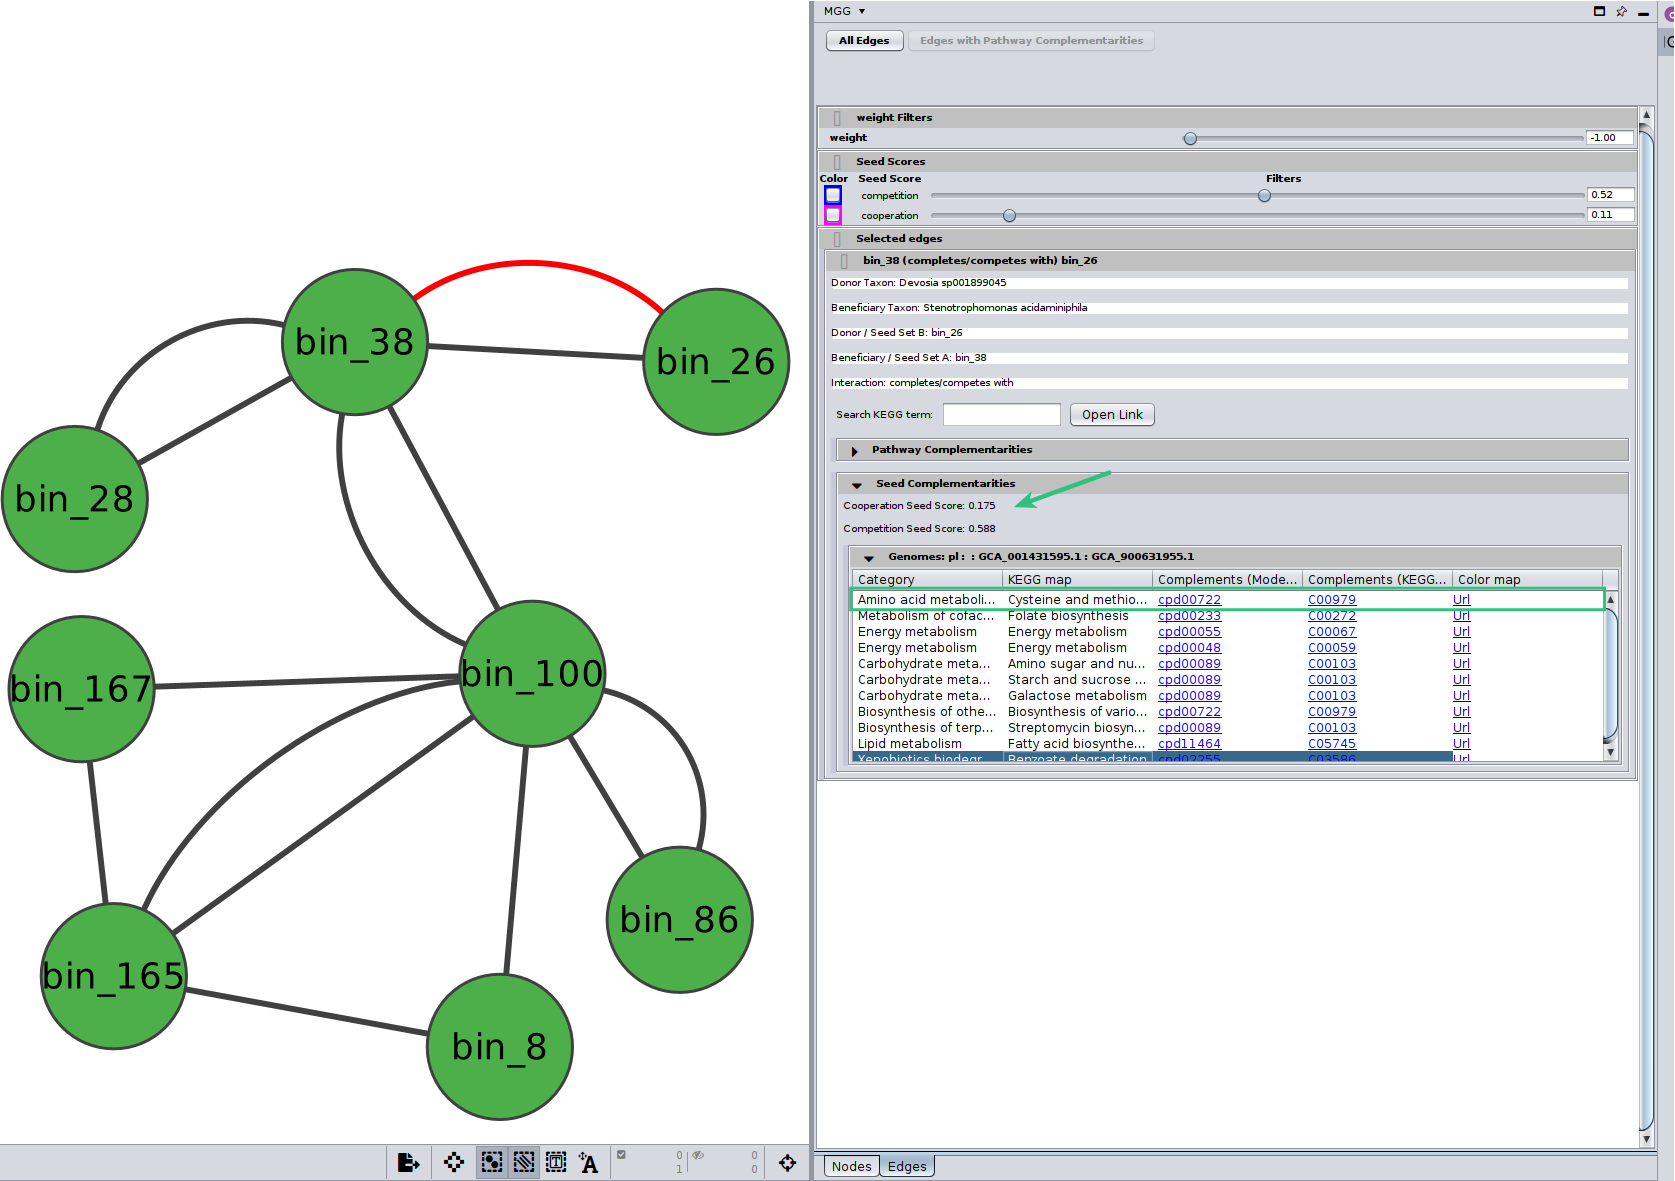 MGG
All Edges
Edges with Pathway Complementarities
weight Filters
weight
-1.00
Seed Scores
Color Seed Score Filters
competition
0.52
cooperation
0.11
Selected edges
bin_38 (completes/competes with) bin_26
Donor Taxon: Devosia sp001899045
Beneficiary Taxon: Stenotrophomonas acidaminiphila
Donor / Seed Set B: bin_26
Beneficiary / Seed Set A: bin_38
Interaction: completes/competes with
Search KEGG term:
Open Link
Pathway Complementarities
Seed Complementarities
Cooperation Seed Score: 0.175
Competition Seed Score: 0.588
Genomes: pl : : GCA_001431595.1 : GCA_900631955.1
Category KEGG map Complements (Mode... Complements (KEGG... Color map
Amino acid metaboli... Cysteine and methio... cpd00722 C00979 Url
Metabolism of cofac... Folate biosynthesis cpd00233 C00272 Url
Energy metabolism Energy metabolism cpd00055 C00067 Url
Energy metabolism Energy metabolism cpd00048 C00059 Url
Carbohydrate meta... Amino sugar and nu... cpd00089 C00103 Url
Carbohydrate meta... Starch and sucrose ... cpd00089 C00103 Url
Carbohydrate meta... Galactose metabolism cpd00089 C00103 Url
Biosynthesis of othe... Biosynthesis of vario... cpd00722 C00979 Url
Biosynthesis of terp... Streptomycin biosyn... cpd00089 C00103 Url
Lipid metabolism Fatty acid biosynthe... cpd11464 C05745 Url
Xenobiotics biodegr... Benzoate degradation cpd02255 C03586 Url
Nodes
Edges
bin_38
bin_26
bin_28
bin_100
bin_167
bin_86
bin_165
bin_8
0
1
0
0